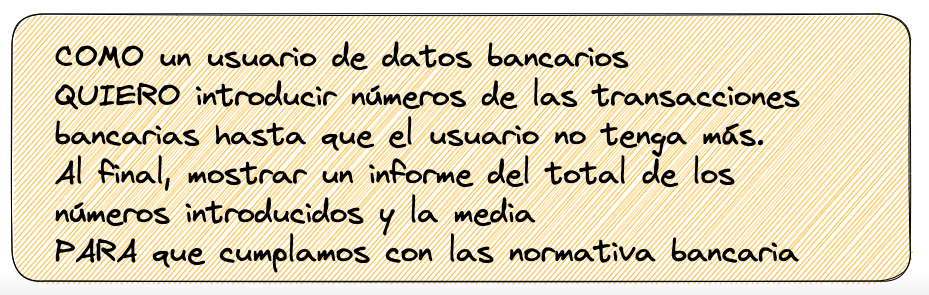 COMO un usuario de datos bancarios
QUIERO introducir números de las transacciones
bancarias hasta que el usuario no tenga más.
Al final, mostrar un informe del total de los
números introducidos y la media
PARA que cumplamos con las normativa bancaria